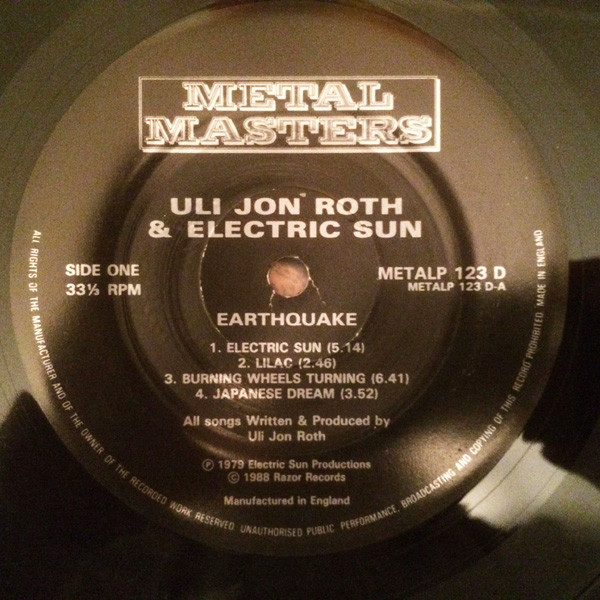 METAL
MASTERS
ULI JON ROTH
& ELECTRIC SUN
SIDE ONE
33⅓ RPM
METALP 123 D
METALP 123 D-A
EARTHQUAKE
1. ELECTRIC SUN (5.14)
2. LILAC (2.46)
3. BURNING WHEELS TURNING (6.41)
4. JAPANESE DREAM (3.52)
All songs Written & Produced by
Uli Jon Roth
℗ 1979 Electric Sun Productions
© 1988 Razor Records
Manufactured in England
ALL RIGHTS OF THE MANUFACTURER AND OF THE OWNER OF THE RECORDED WORK RESERVED. UNAUTHORISED PUBLIC PERFORMANCE, BROADCASTING AND COPYING OF THIS RECORD PROHIBITED. MADE IN ENGLAND